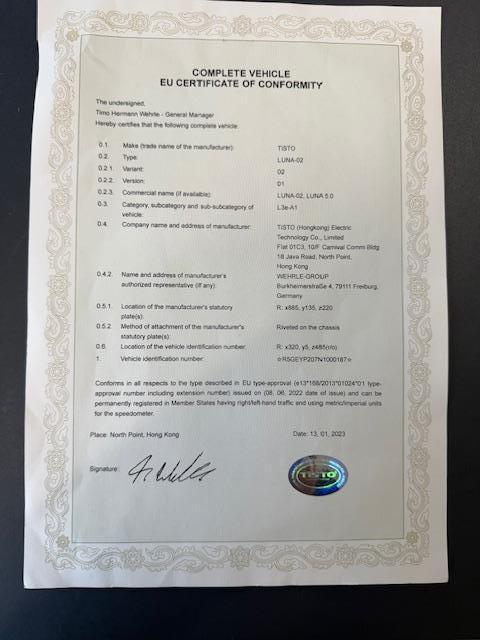 COMPLETE VEHICLE
EU CERTIFICATE OF CONFORMITY
The undersigned,
Timo Hermann Wehrle - General Manager
Hereby certifies that the following complete vehicle:
0.1. Make (trade name of the manufacturer): TISTO
0.2. Type: LUNA-02
0.2.1. Variant: 02
0.2.2. Version: 01
0.2.3. Commercial name (if available): LUNA-02, LUNA 5.0
0.3. Category, subcategory and sub-subcategory of vehicle: L3e-A1
0.4. Company name and address of manufacturer: TISTO (Hongkong) Electric
Technology Co., Limited
Flat 01C3, 10/F Carnival Comm Bldg
18 Java Road, North Point,
Hong Kong
0.4.2. Name and address of manufacturer's authorized representative (if any): WEHRLE-GROUP
Burkheimerstraße 4, 79111 Freiburg,
Germany
0.5.1. Location of the manufacturer's statutory plate(s): R: x885, y135, z220
0.5.2. Method of attachment of the manufacturer's statutory plate(s): Riveted on the chassis
0.6. Location of the vehicle identification number: R: x320, y5, z485(r/o)
1. Vehicle identification number: ☆R5GEYP207N1000187☆
Conforms in all respects to the type described in EU type-approval (e13*168/2013*01024*01 type-
approval number including extension number) issued on (08, 06, 2022 date of issue) and can be
permanently registered in Member States having right/left-hand traffic and using metric/imperial units
for the speedometer.
Place: North Point, Hong Kong Date: 13, 01, 2023
Signature:
TISTO